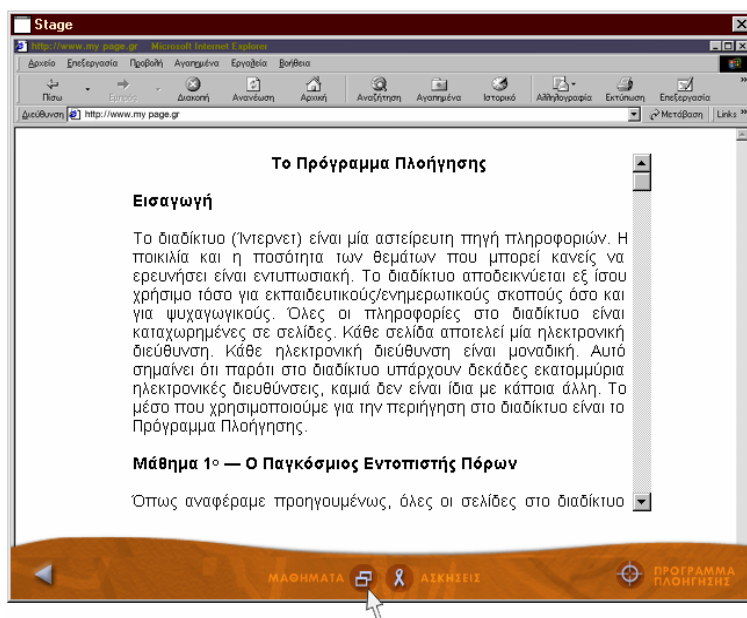 Stage
http://www.my page.gr Microsoft Internet Explorer
Αρχείο Επεξεργασία Προβολή Αγαπημένα Εργαλεία Βοήθεια
Πίσω Εμπρός Διακοπή Ανανέωση Αρχική Αναζήτηση Αγαπημένα Ιστορικό Αλληλογραφία Εκτύπωση Επεξεργασία
Διεύθυνση http://www.my page.gr Μετάβαση Links
Το Πρόγραμμα Πλοήγησης
Εισαγωγή
Το διαδίκτυο (Ίντερνετ) είναι μία αστείρευτη πηγή πληροφοριών. Η
ποικιλία και η ποσότητα των θεμάτων που μπορεί κανείς να
ερευνήσει είναι εντυπωσιακή. Το διαδίκτυο αποδεικνύεται εξ ίσου
χρήσιμο τόσο για εκπαιδευτικούς/ενημερωτικούς σκοπούς όσο και
για ψυχαγωγικούς. Όλες οι πληροφορίες στο διαδίκτυο είναι
καταχωρημένες σε σελίδες. Κάθε σελίδα αποτελεί μία ηλεκτρονική
διεύθυνση. Κάθε ηλεκτρονική διεύθυνση είναι μοναδική. Αυτό
σημαίνει ότι παρότι στο διαδίκτυο υπάρχουν δεκάδες εκατομμύρια
ηλεκτρονικές διευθύνσεις, καμιά δεν είναι ίδια με κάποια άλλη. Το
μέσο που χρησιμοποιούμε για την περιήγηση στο διαδίκτυο είναι το
Πρόγραμμα Πλοήγησης.
Μάθημα 1ο — Ο Παγκόσμιος Εντοπιστής Πόρων
Όπως αναφέραμε προηγουμένως, όλες οι σελίδες στο διαδίκτυο
ΜΑΘΗΜΑΤΑ ΑΣΚΗΣΕΙΣ
ΠΡΟΓΡΑΜΜΑ
ΠΛΟΗΓΗΣΗΣ